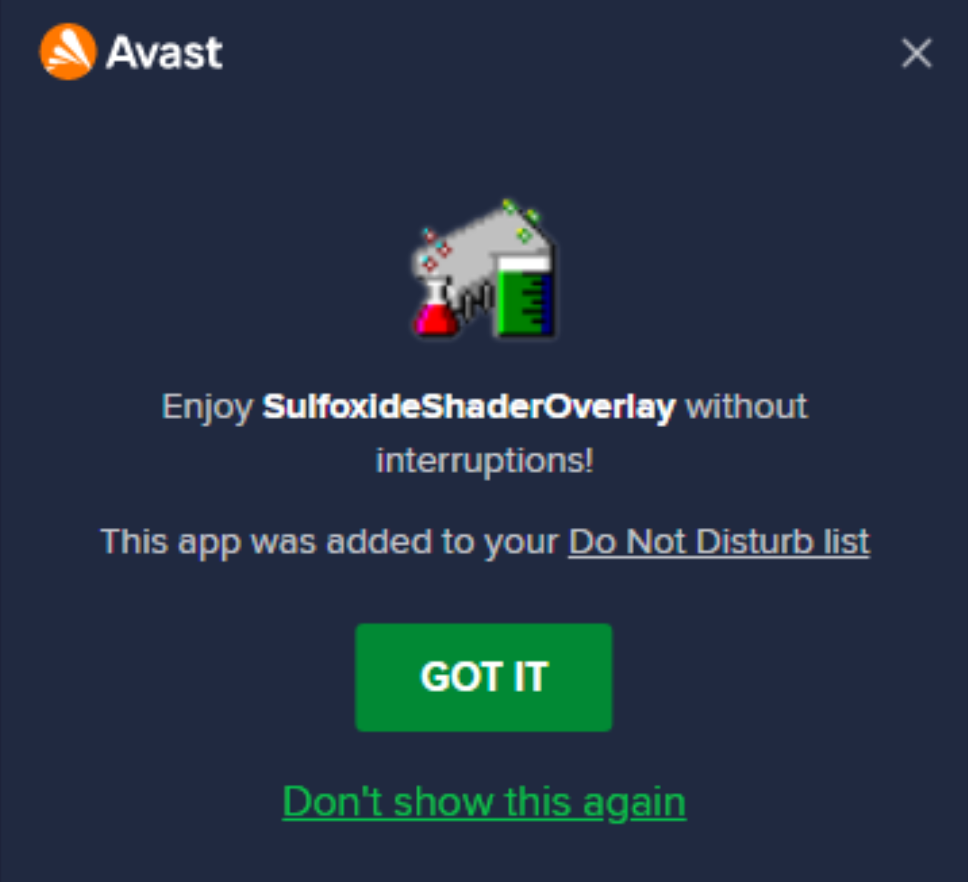 Avast
Enjoy SulfoxideShaderOverlay without
interruptions!
This app was added to your Do Not Disturb list
GOT IT
Don't show this again